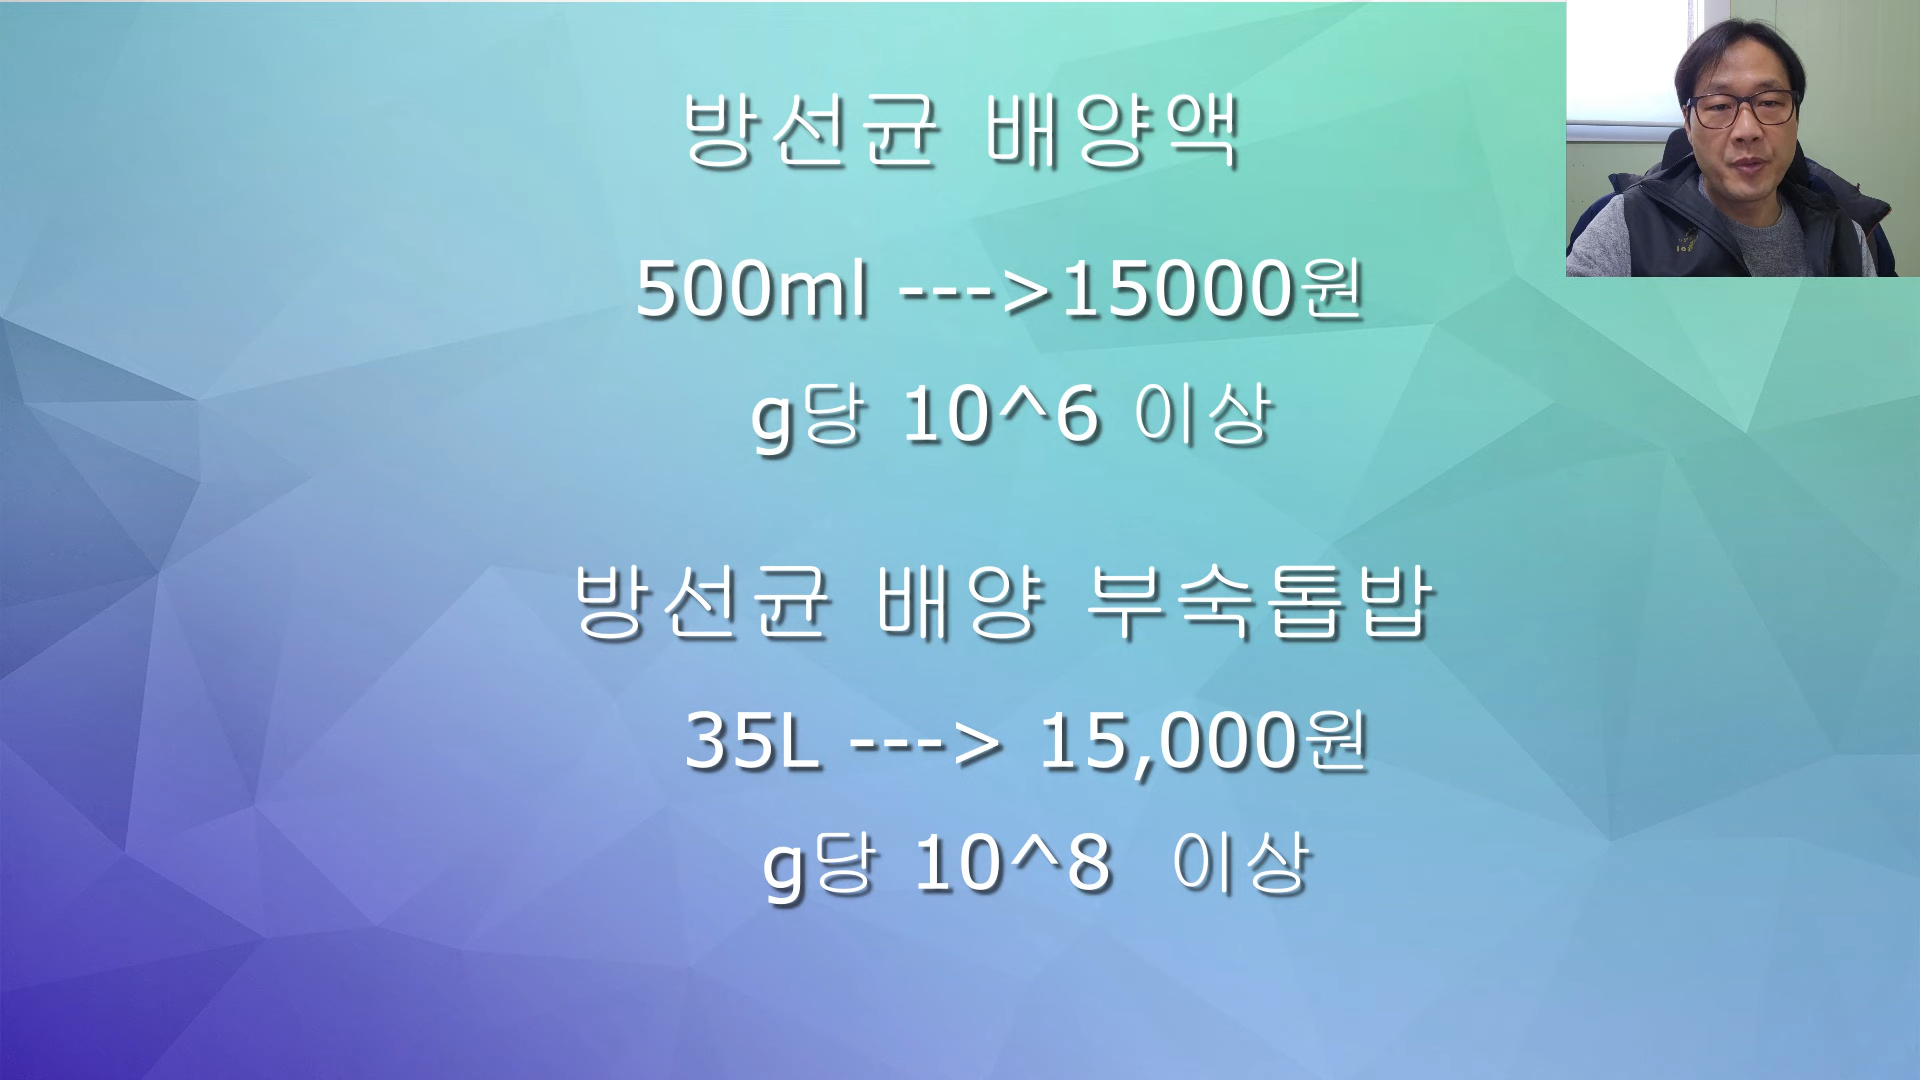 방선균 배양액
500ml --->15000원
g당 10^6 이상
방선균 배양 부숙톱밥
35L ---> 15,000원
g당 10^8 이상